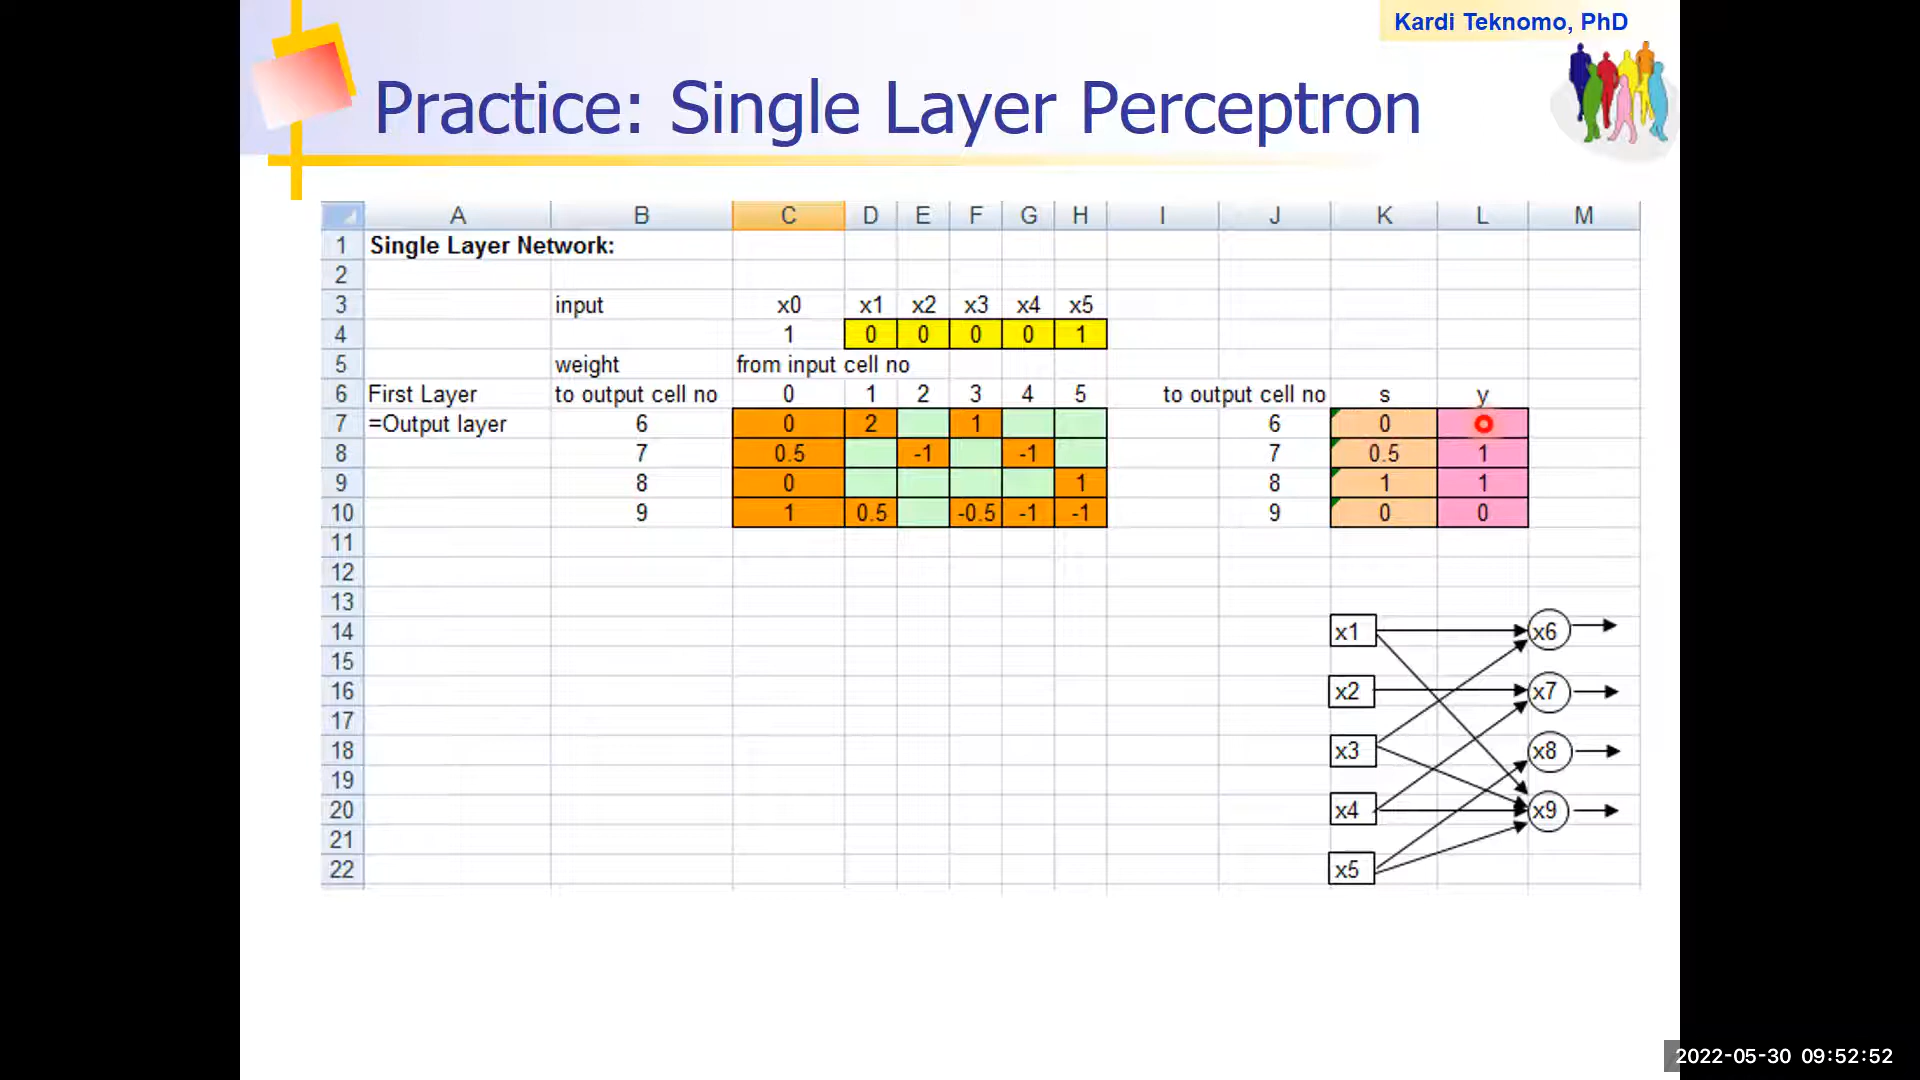 Kardi Teknomo, PhD
Practice: Single Layer Perceptron
A B C D E F G H I J K L M
1 Single Layer Network:
2
3 input x0 x1 x2 x3 x4 x5
4 1 0 0 0 0 1
5 weight from input cell no
6 First Layer to output cell no 0 1 2 3 4 5 to output cell no s y
7 =Output layer 6 0 2 1 6 0
8 7 0.5 -1 -1 7 0.5 1
9 8 0 1 8 1 1
10 9 1 0.5 -0.5 -1 -1 9 0 0
11
12
13
14 x1 x6
15
16 x2 x7
17
18 x3 x8
19
20 x4 x9
21
22 x5
2022-05-30 09:52:52